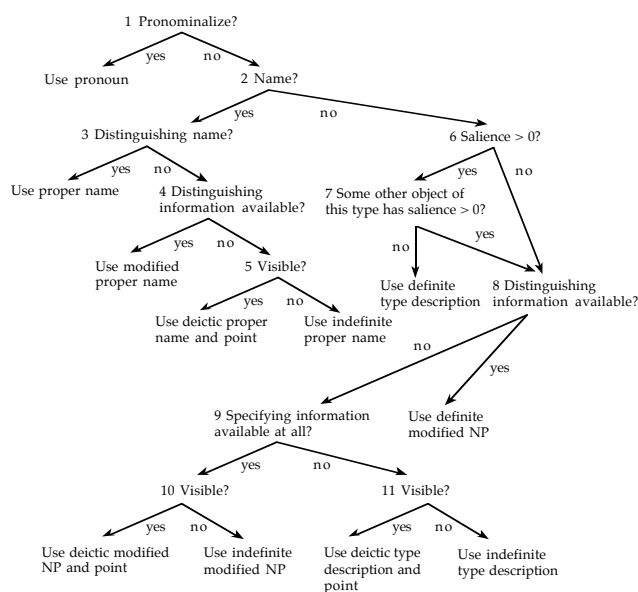 1 Pronominalize?
yes no
Use pronoun 2 Name?
yes no
3 Distinguishing name? 6 Salience > 0?
yes no yes no
Use proper name 4 Distinguishing
information available?
7 Some other object of
this type has salience > 0?
yes no no yes
Use modified
proper name
5 Visible?
Use definite
type description
8 Distinguishing
information available?
yes no
Use deictic proper
name and point
Use indefinite
proper name
no yes
9 Specifying information
available at all?
Use definite
modified NP
yes no
10 Visible? 11 Visible?
yes no yes no
Use deictic modified
NP and point
Use indefinite
modified NP
Use deictic type
description and
point
Use indefinite
type description